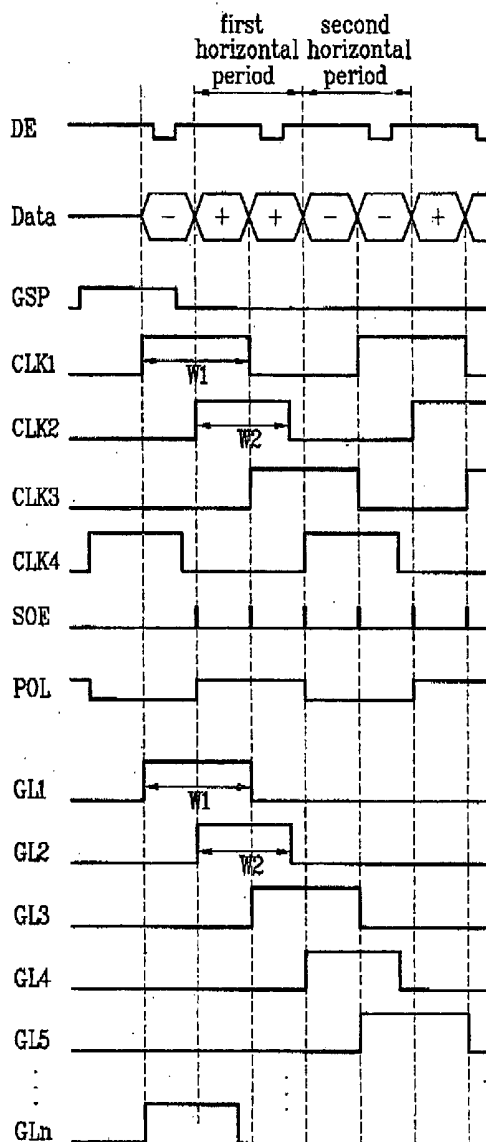 first second
horizontal horizontal
period period
DE
Data - + + - - +
GSP
CLK1
W1
CLK2
W2
CLK3
CLK4
SOE
POL
GL1
W1
GL2
W2
GL3
GL4
GL5
GLn